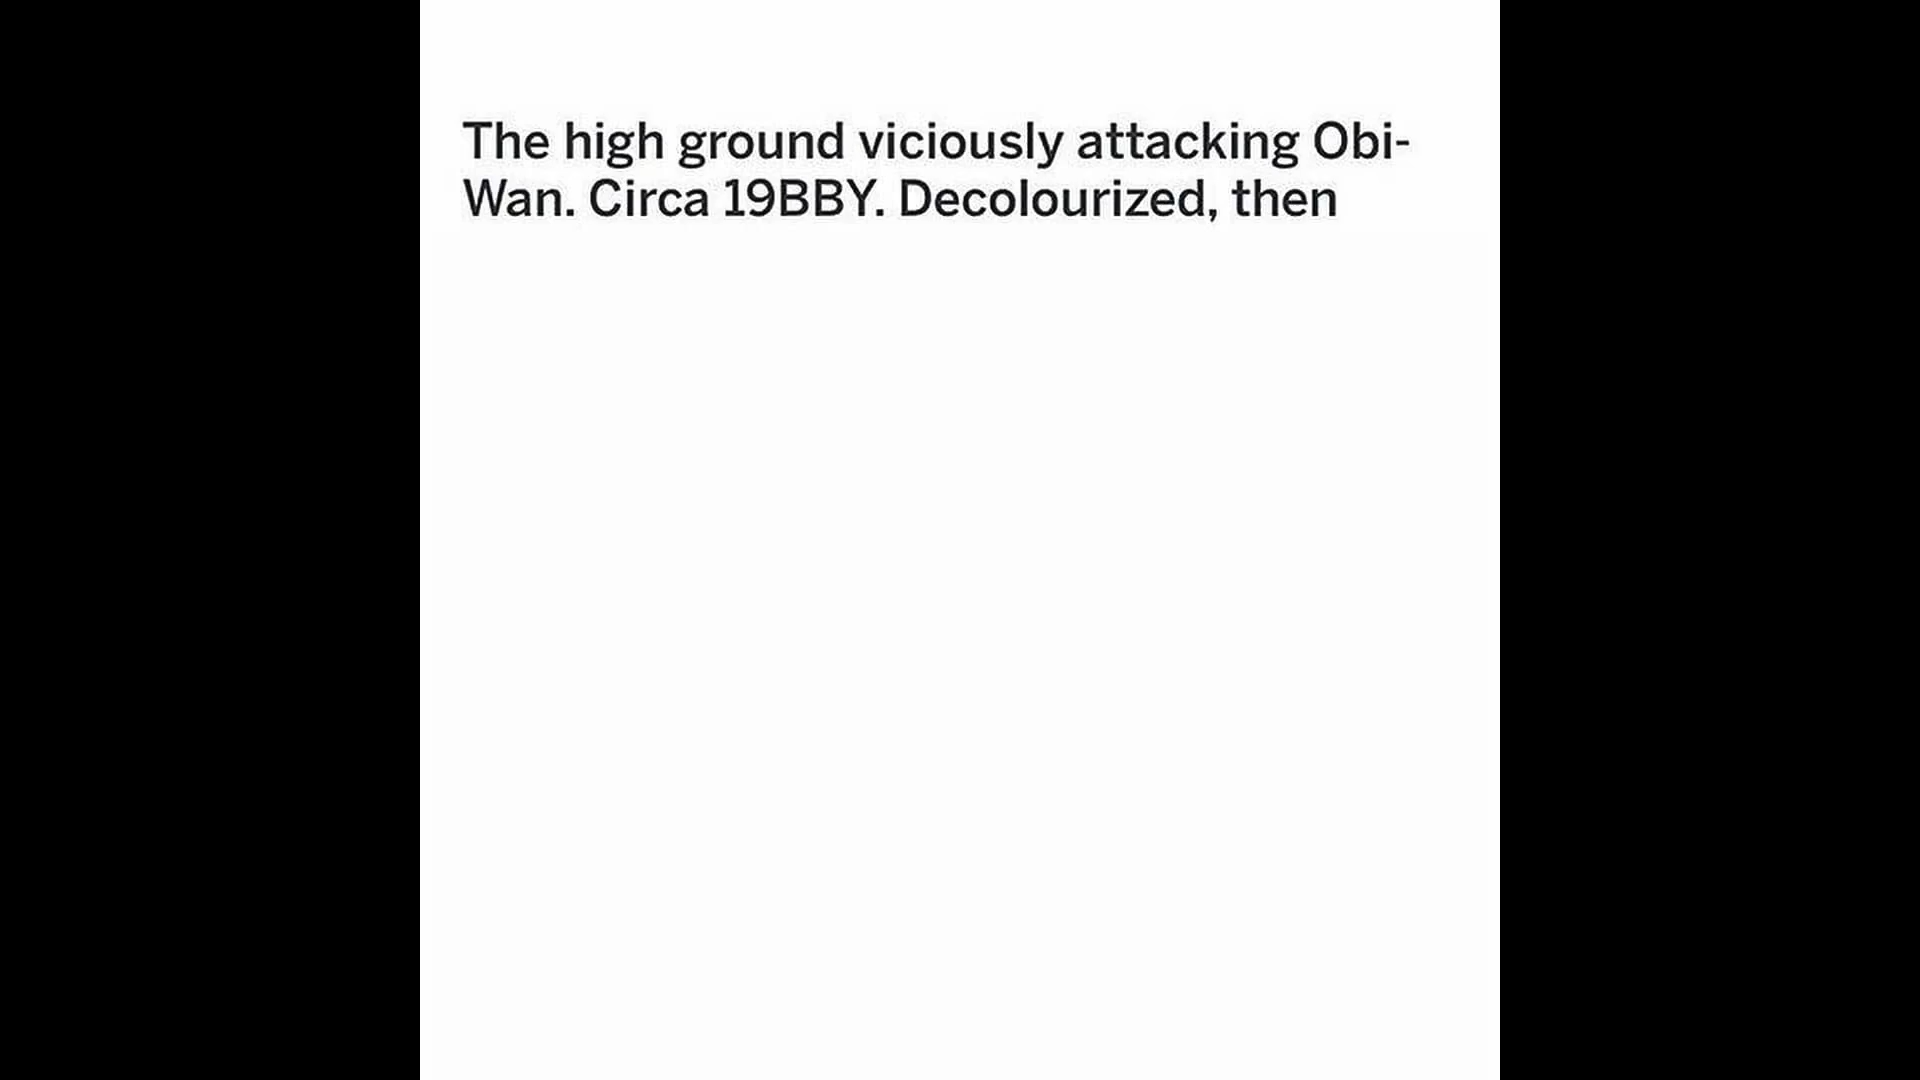 The high ground viciously attacking Obi-
Wan. Circa 19BBY. Decolourized, then